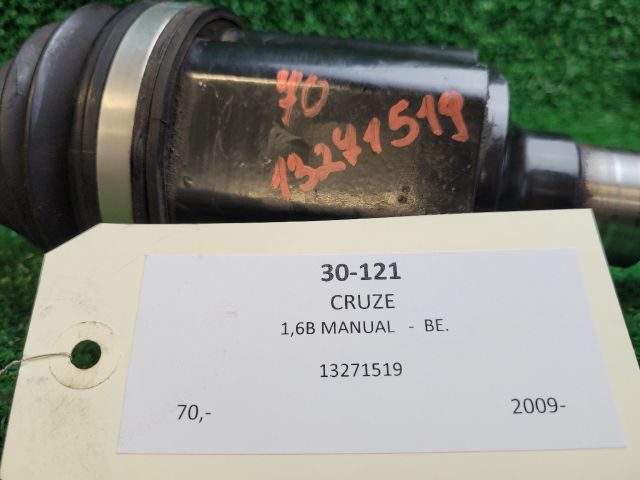 70
13271519
30-121
CRUZE
1,6B MANUAL - BE.
13271519
70,- 2009-